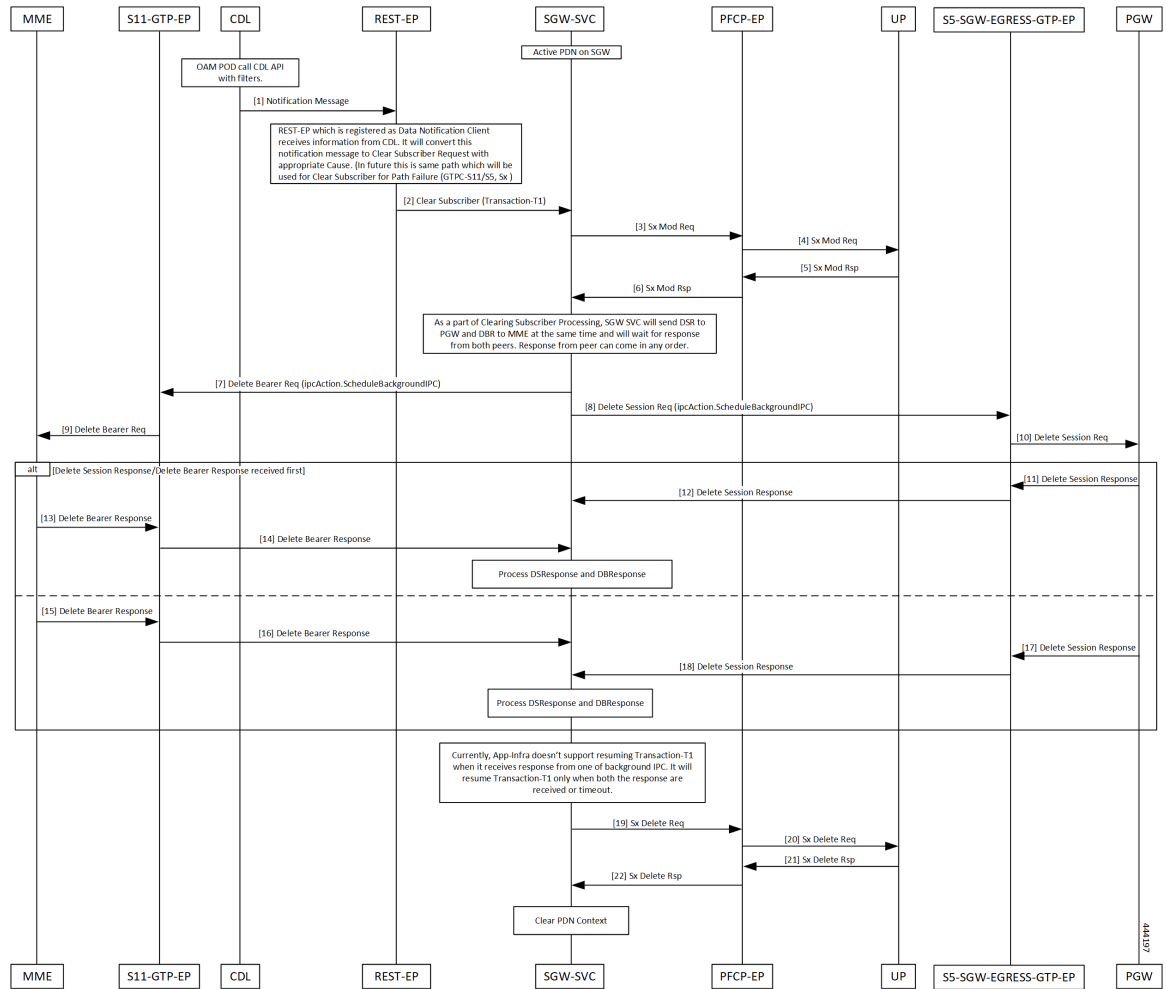 MME
S11-GTP-EP
CDL
REST-EP
SGW-SVC
PFCP-EP
UP
S5-SGW-EGRESS-GTP-EP
PGW
Active PDN on SGW
OAM POD call CDL API
with filters.
[1] Notification Message
REST-EP which is registered as Data Notification Client
receives information from CDL. It will convert this
notification message to Clear Subscriber Request with
appropriate Cause. (In future this is same path which will be
used for Clear Subscriber for Path Failure (GTPC-S11/S5, Sx )
[2] Clear Subscriber (Transaction-T1)
[3] Sx Mod Req
[4] Sx Mod Req
[5] Sx Mod Rsp
[6] Sx Mod Rsp
As a part of Clearing Subscriber Processing, SGW SVC will send DSR to
PGW and DBR to MME at the same time and will wait for response
from both peers. Response from peer can come in any order.
[7] Delete Bearer Req (ipcAction.ScheduleBackgroundIPC)
[8] Delete Session Req (ipcAction.ScheduleBackgroundIPC)
[9] Delete Bearer Req
[10] Delete Session Req
alt
[Delete Session Response/Delete Bearer Response received first]
[11] Delete Session Response
[12] Delete Session Response
[13] Delete Bearer Response
[14] Delete Bearer Response
Process DSResponse and DBResponse
[15] Delete Bearer Response
[16] Delete Bearer Response
[17] Delete Session Response
[18] Delete Session Response
Process DSResponse and DBResponse
Currently, App-Infra doesn't support resuming Transaction-T1
when it receives response from one of background IPC. It will
resume Transaction-T1 only when both the response are
received or timeout.
[19] Sx Delete Req
[20] Sx Delete Req
[21] Sx Delete Rsp
[22] Sx Delete Rsp
Clear PDN Context
444197
MME
S11-GTP-EP
CDL
REST-EP
SGW-SVC
PFCP-EP
UP
S5-SGW-EGRESS-GTP-EP
PGW